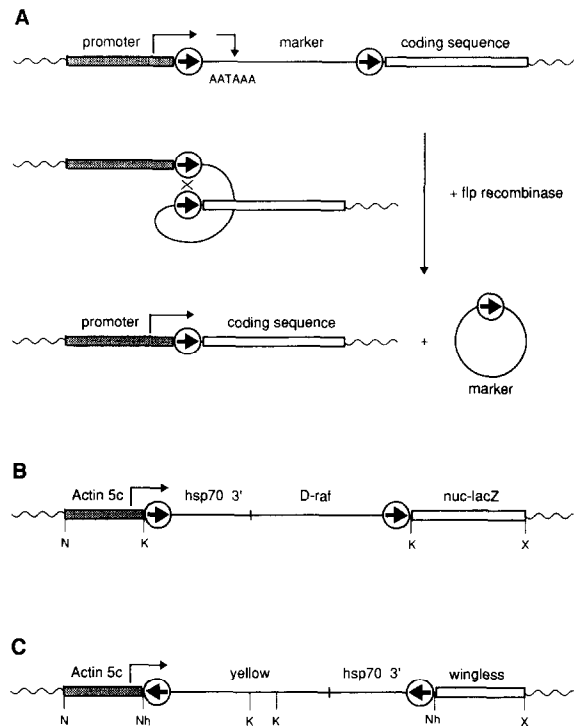 A
promoter marker coding sequence
AATAAA
+ flp recombinase
promoter coding sequence
+
marker
B
Actin 5c hsp70 3' D-raf nuc-lacZ
N K K X
C
Actin 5c yellow hsp70 3' wingless
N Nh K K Nh X